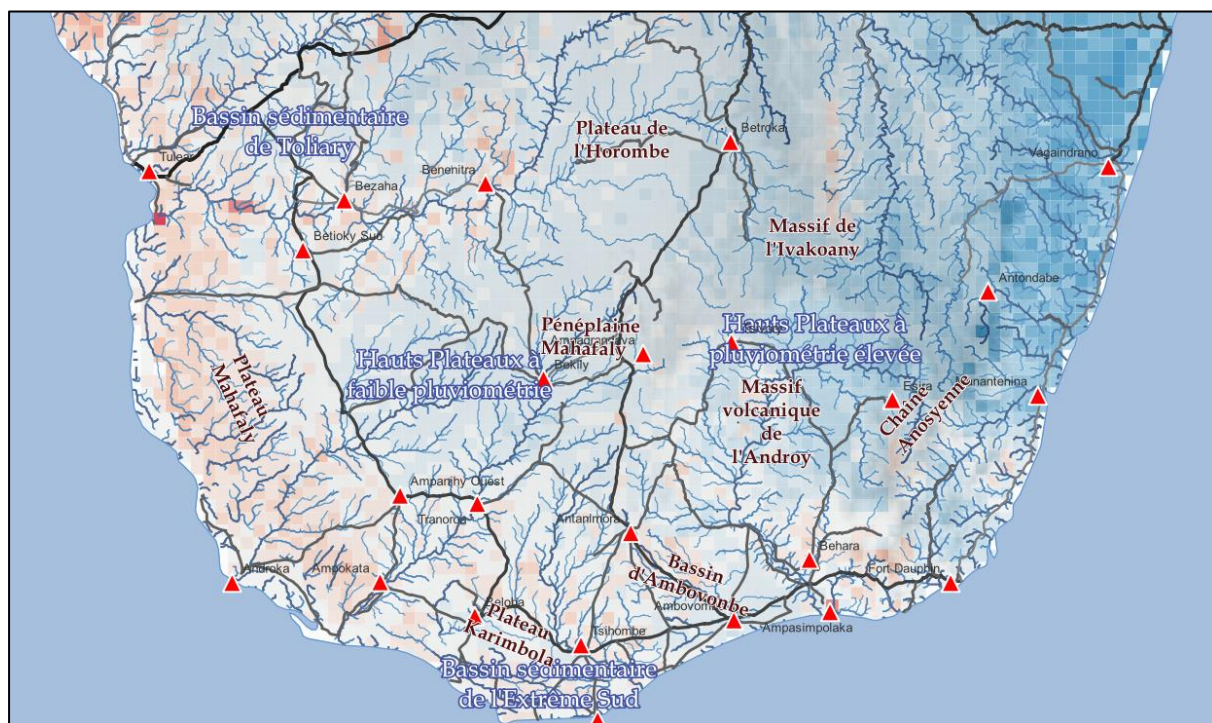 Bassin sédimentaire
de Toliary
Plateau de
l'Horombe
Betroka
Tulear
Vagaindrano
Benenitra
Bezaha
Betioky Sud
Massif de
l'Ivakoany
Antondabe
Pénéplaine
Mahafaly
Hauts Plateaux à
pluviométrie élevée
Hauts Plateaux à
faible pluviométrie
Bekily
Plateau
Mahafaly
Massif
volcanique
de
l'Androy
Esira
Chaîne
Anosyenne
Ampanihy Ouest
Tranoroa
Antanimora
Behara
Fort Dauphin
Androka
Ampokata
Beloha
Bassin
d'Ambovonbe
Ampasimpolaka
Plateau
Karimbola
Tsihombe
Bassin sédimentaire
de l'Extrême Sud